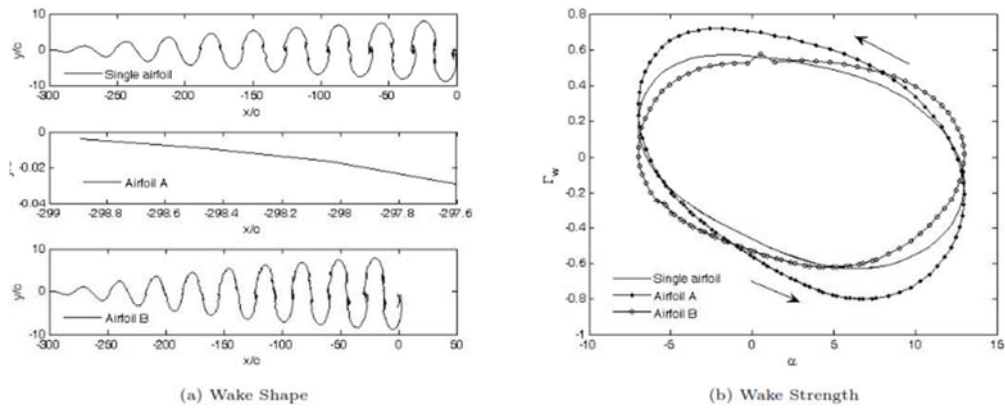 10
0
-10
y/c
Single airfoil
-300 -250 -200 -150 -100 -50 0
x/c
0
-0.02
-0.04
Airfoil A
-299 -298.8 -298.6 -298.4 -298.2 -298 -297.8 -297.6
x/c
10
0
-10
y/c
Airfoil B
-300 -250 -200 -150 -100 -50 0 50
x/c
(a) Wake Shape
0.8
0.6
0.4
0.2
0
-0.2
-0.4
-0.6
-0.8
-1
Γw
Single airfoil
Airfoil A
Airfoil B
-10 -5 0 5 10 15
α
(b) Wake Strength